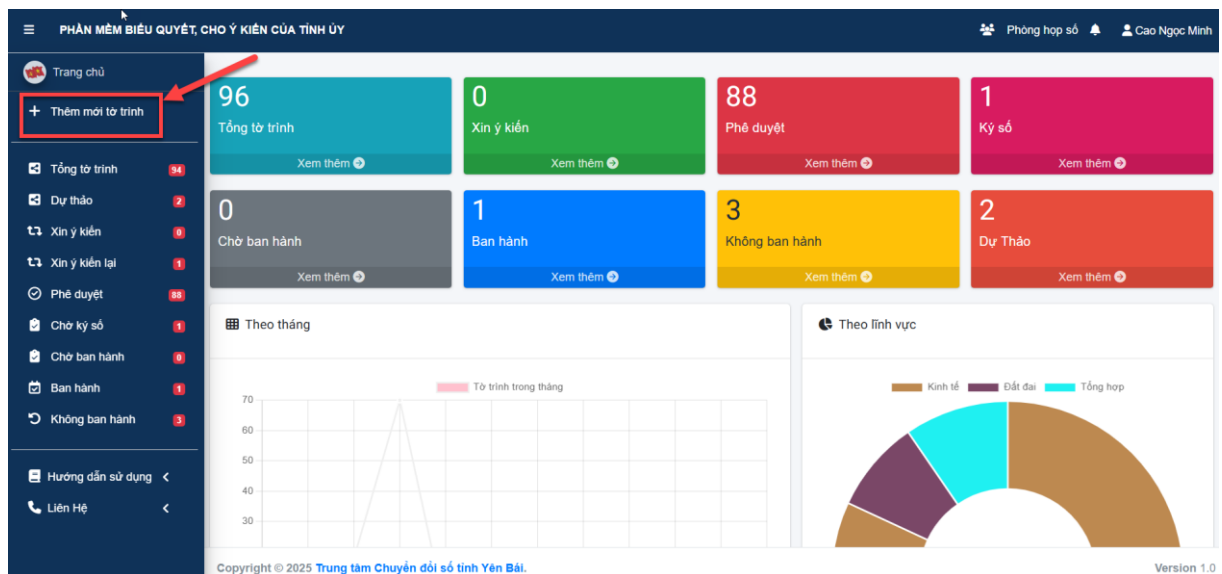 PHẦN MỀM BIỂU QUYẾT, CHO Ý KIẾN CỦA TỈNH ỦY
Phòng họp số
Cao Ngọc Minh
Trang chủ
Thêm mới tờ trình
Tổng tờ trình 94
Dự thảo 2
Xin ý kiến 0
Xin ý kiến lại 1
Phê duyệt 88
Chờ ký số 1
Chờ ban hành 0
Ban hành 1
Không ban hành 3
Hướng dẫn sử dụng
Liên Hệ
96
Tổng tờ trình
Xem thêm
0
Xin ý kiến
Xem thêm
88
Phê duyệt
Xem thêm
1
Ký số
Xem thêm
0
Chờ ban hành
Xem thêm
1
Ban hành
Xem thêm
3
Không ban hành
Xem thêm
2
Dự Thảo
Xem thêm
Theo tháng
Tờ trình trong tháng
70
60
50
40
30
Theo lĩnh vực
Kinh tế Đất đai Tổng hợp
Copyright © 2025 Trung tâm Chuyển đổi số tỉnh Yên Bái.
Version 1.0